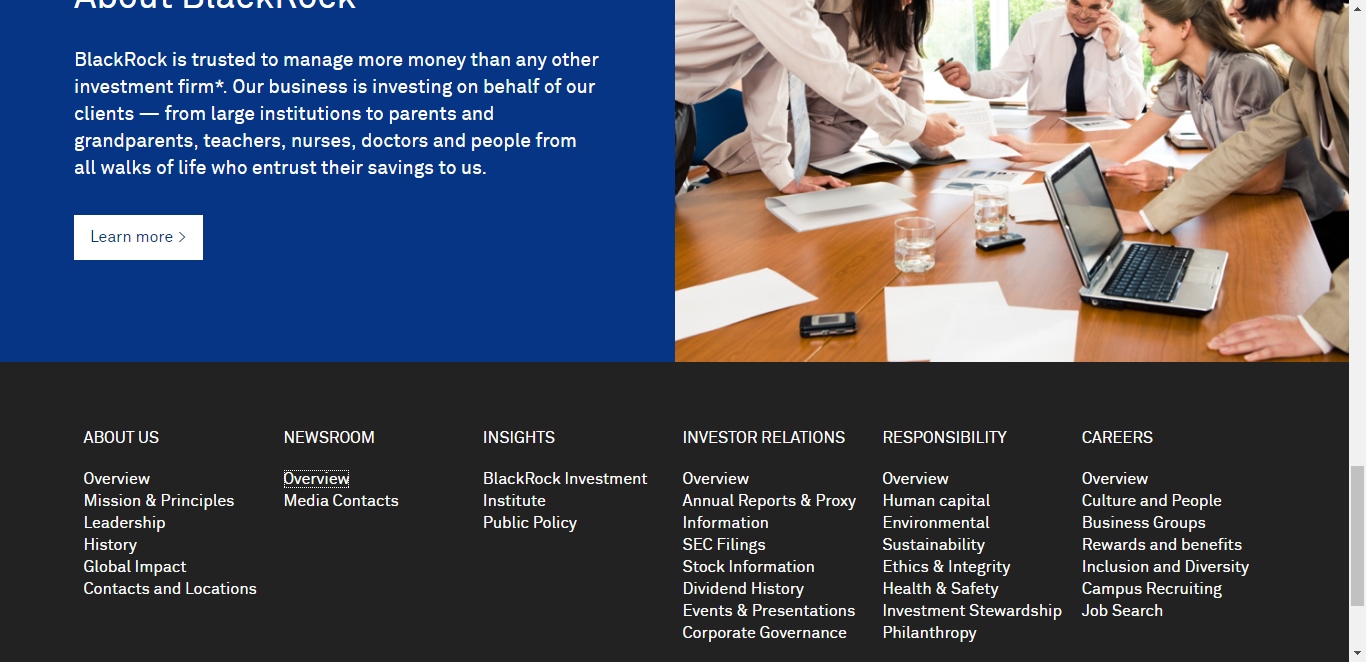 About BlackRock
BlackRock is trusted to manage more money than any other
investment firm*. Our business is investing on behalf of our
clients — from large institutions to parents and
grandparents, teachers, nurses, doctors and people from
all walks of life who entrust their savings to us.
Learn more >
ABOUT US
Overview
Mission & Principles
Leadership
History
Global Impact
Contacts and Locations
NEWSROOM
Overview
Media Contacts
INSIGHTS
BlackRock Investment
Institute
Public Policy
INVESTOR RELATIONS
Overview
Annual Reports & Proxy
Information
SEC Filings
Stock Information
Dividend History
Events & Presentations
Corporate Governance
RESPONSIBILITY
Overview
Human capital
Environmental
Sustainability
Ethics & Integrity
Health & Safety
Investment Stewardship
Philanthropy
CAREERS
Overview
Culture and People
Business Groups
Rewards and benefits
Inclusion and Diversity
Campus Recruiting
Job Search